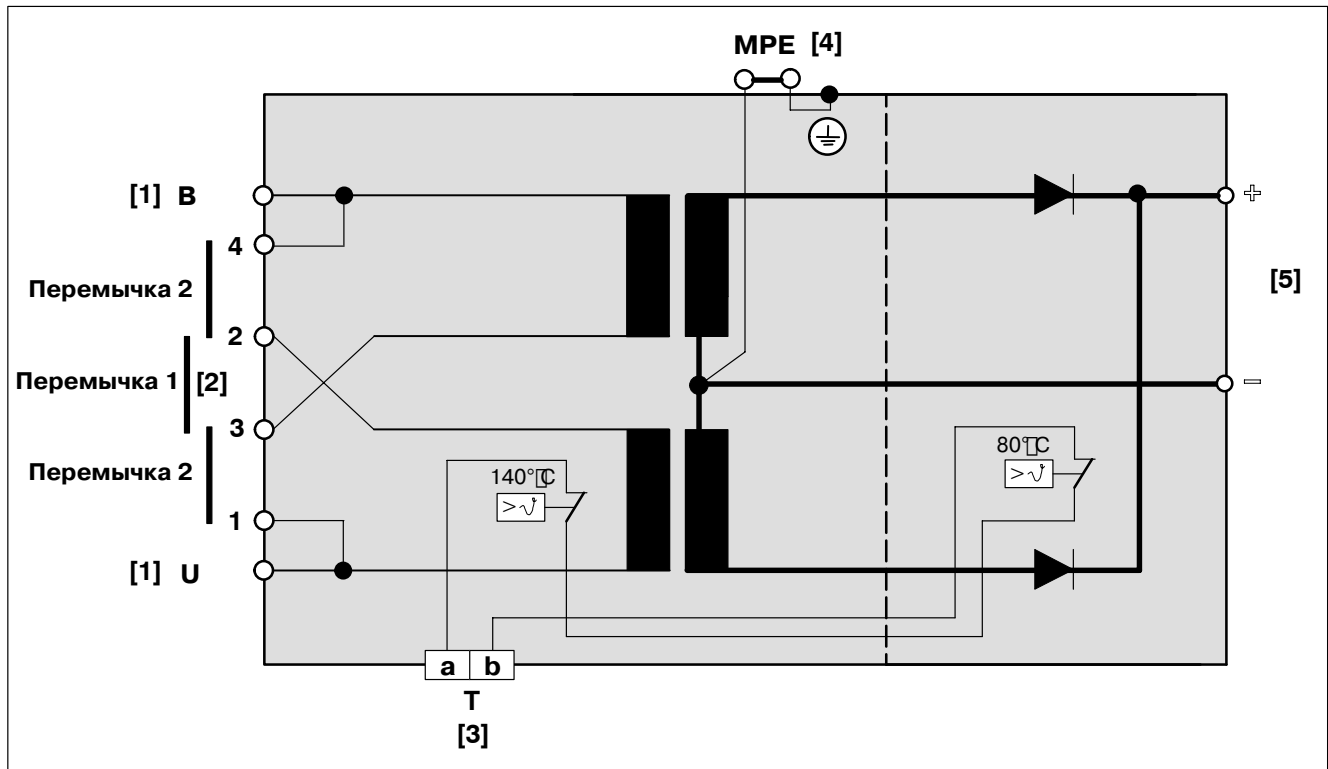 MPE [4]
[1] B
4
Перемычка 2
2
Перемычка 1 [2]
3
Перемычка 2
1
[1] U
+
[5]
−
140° C
> ϑ
80° C
> ϑ
a b
T
[3]